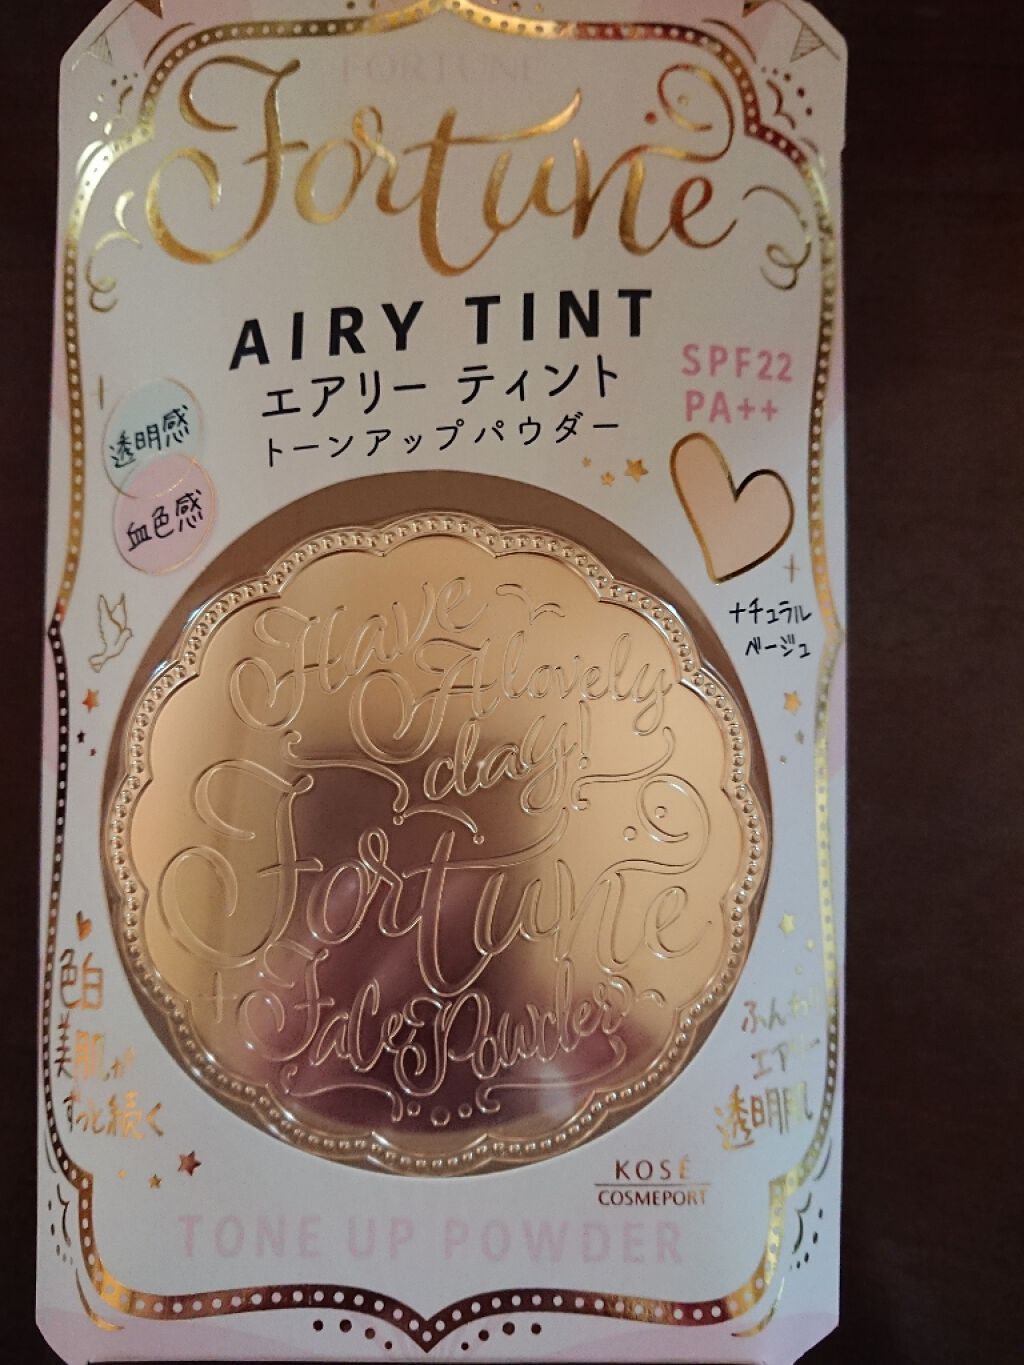 FORTUNE
Fortune
AIRY TINT
エアリー ティント
トーンアップパウダー
SPF22
PA++
透明感
血色感
ナチュラル
ベージュ
Have
A lovely
day!
Fortune
Face Powder
色白
美肌が
ずっと続く
ふんわり
エアリー
透明肌
KOSÉ
COSMEPORT
TONE UP POWDER